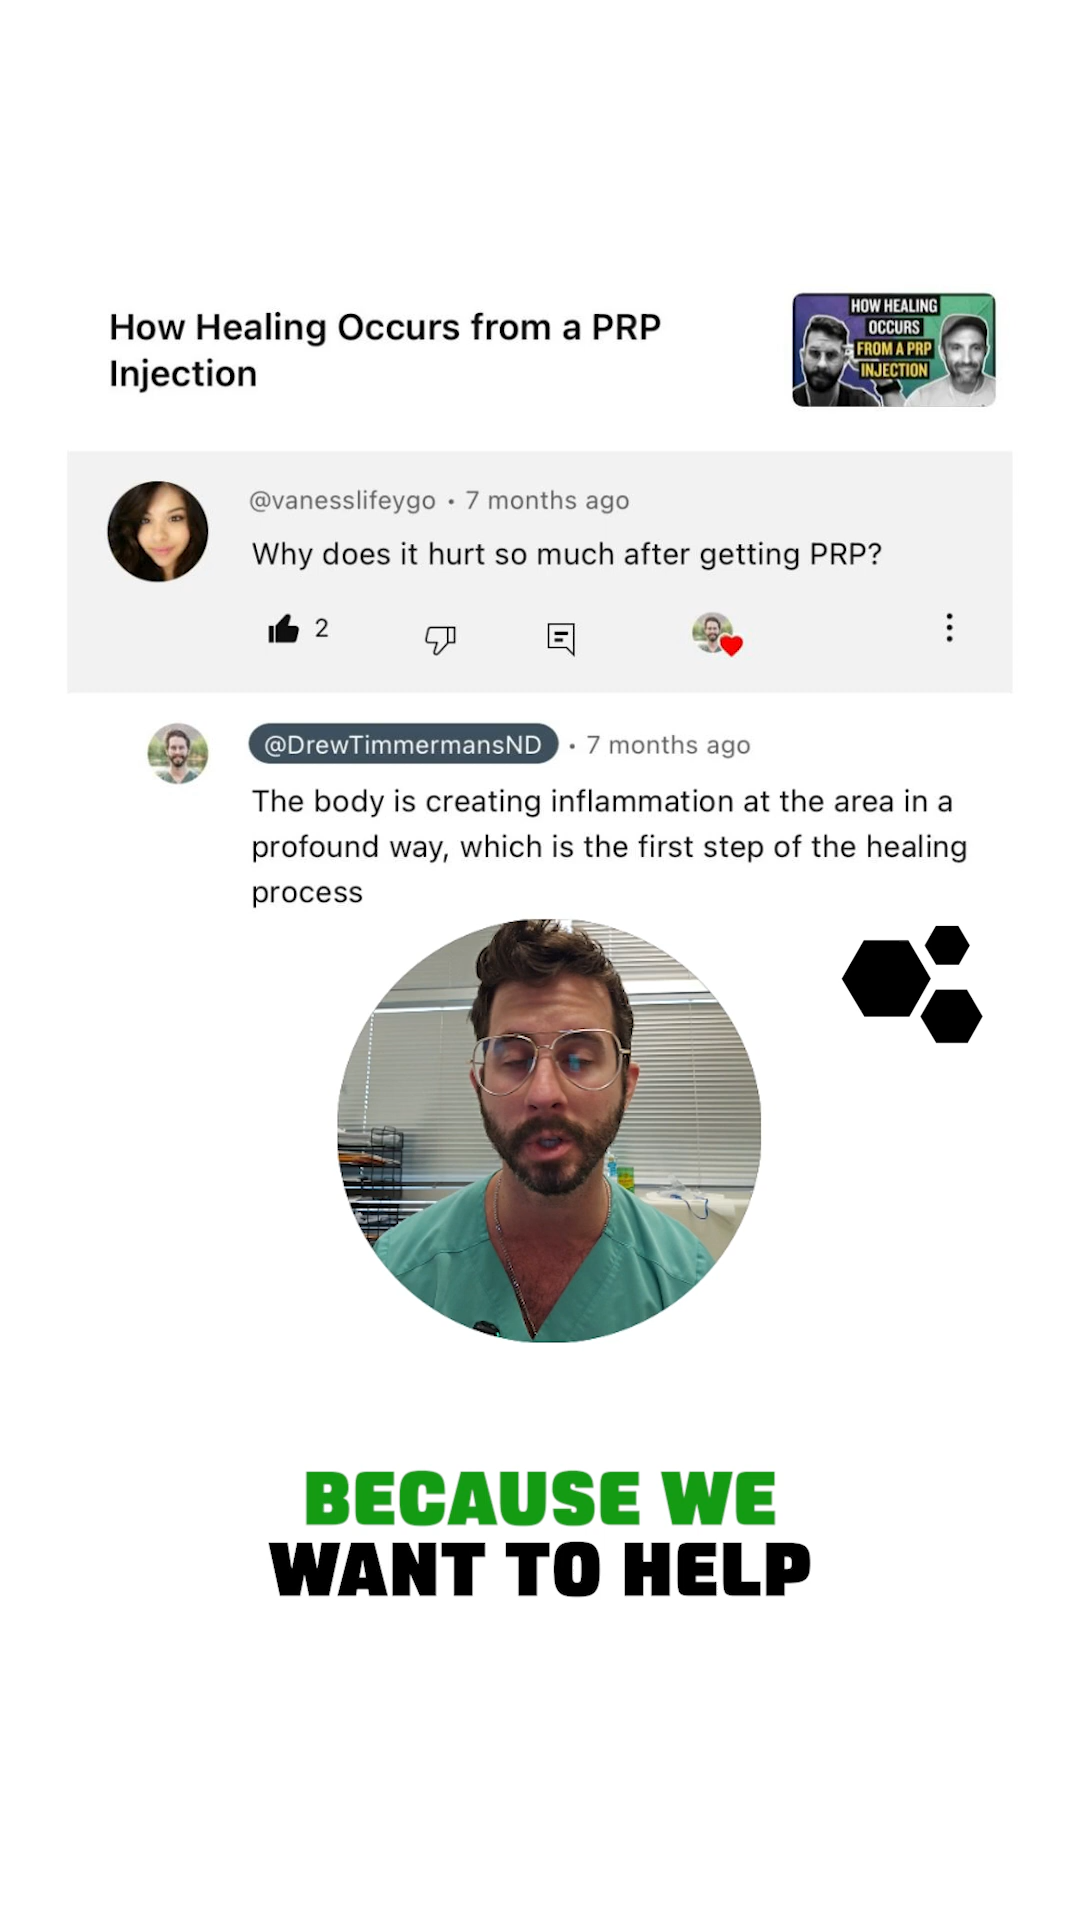 How Healing Occurs from a PRP
Injection
HOW HEALING
OCCURS
FROM A PRP
INJECTION
@vanesslifeygo • 7 months ago
Why does it hurt so much after getting PRP?
2
@DrewTimmermansND • 7 months ago
The body is creating inflammation at the area in a
profound way, which is the first step of the healing
process
BECAUSE WE
WANT TO HELP